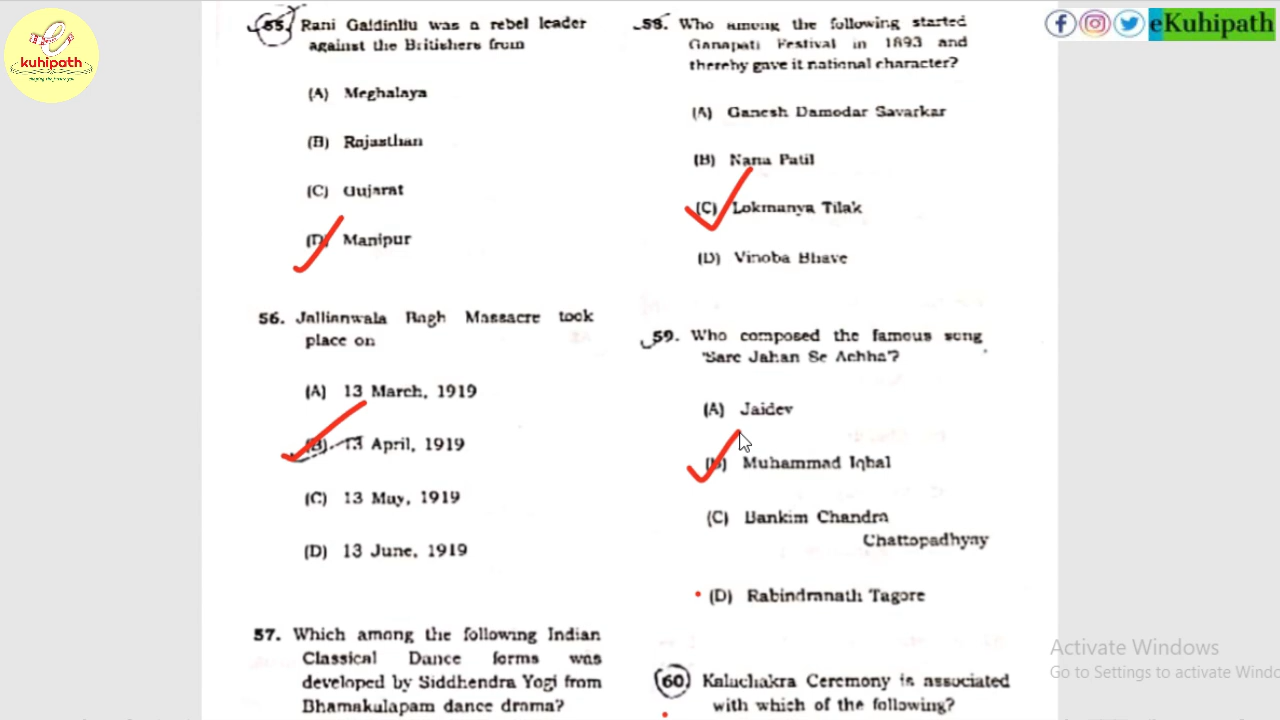 kuhipath
eKuhipath
55. Rani Gaidinliu was a rebel leader
against the Britishers from
(A) Meghalaya
(B) Rajasthan
(C) Gujarat
(D) Manipur
56. Jallianwala Bagh Massacre took
place on
(A) 13 March, 1919
(B) 13 April, 1919
(C) 13 May, 1919
(D) 13 June, 1919
57. Which among the following Indian
Classical Dance forms was
developed by Siddhendra Yogi from
Bhamakulapam dance drama?
58. Who among the following started
Ganapati Festival in 1893 and
thereby gave it national character?
(A) Ganesh Damodar Savarkar
(B) Nana Patil
(C) Lokmanya Tilak
(D) Vinoba Bhave
59. Who composed the famous song
'Sare Jahan Se Achha'?
(A) Jaidev
(B) Muhammad Iqbal
(C) Bankim Chandra
Chattopadhyay
(D) Rabindranath Tagore
60 Kaluchakra Ceremony is associated
with which of the following?
Activate Windows
Go to Settings to activate Windo